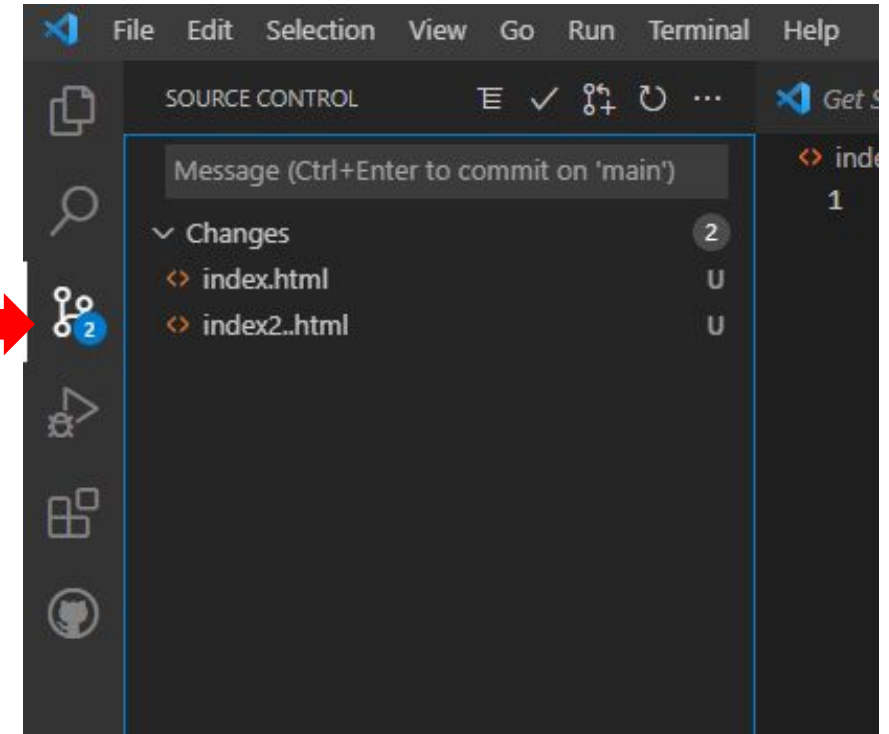 File Edit Selection View Go Run Terminal Help
SOURCE CONTROL
Get S
Message (Ctrl+Enter to commit on 'main')
inde
1
Changes 2
index.html U
2
index2..html U